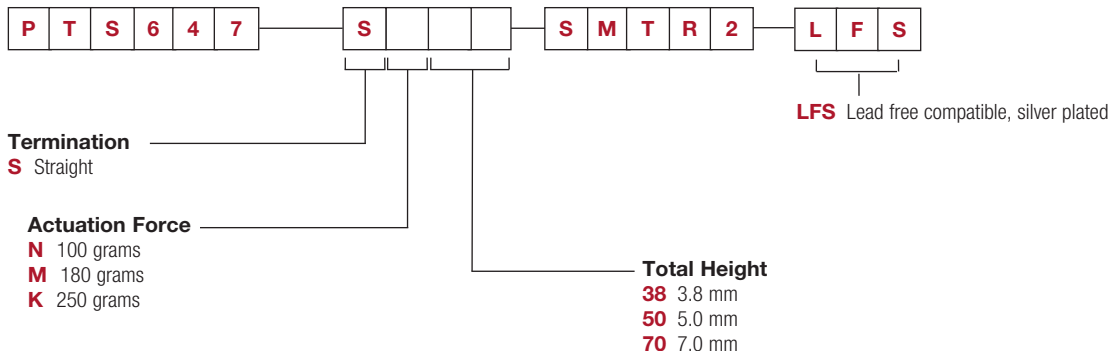 P T S 6 4 7 S S M T R 2 L F S
LFS Lead free compatible, silver plated
Termination
S Straight
Actuation Force
N 100 grams
M 180 grams
K 250 grams
Total Height
38 3.8 mm
50 5.0 mm
70 7.0 mm